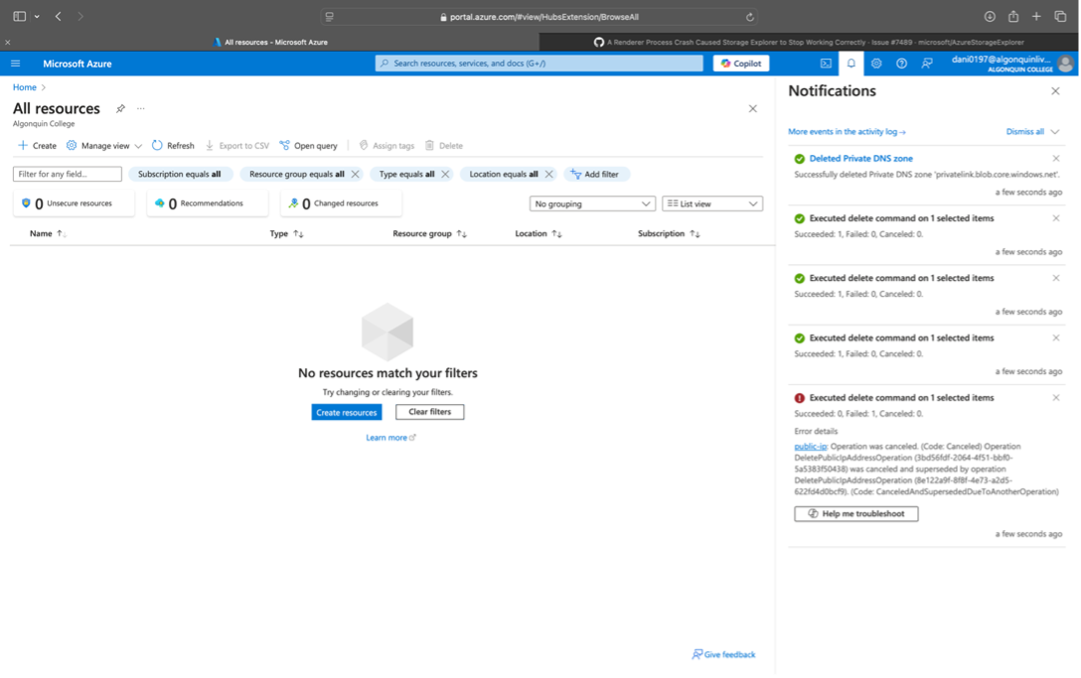 portal.azure.com/#view/HubsExtension/BrowseAll
All resources - Microsoft Azure
A Renderer Process Crash Caused Storage Explorer to Stop Working Correctly · Issue #7489 · microsoft/AzureStorageExplorer
Microsoft Azure
Search resources, services, and docs (G+/)
Copilot
dani0197@algonquinliv...
ALGONQUIN COLLEGE
Home
All resources
Algonquin College
Create
Manage view
Refresh
Export to CSV
Open query
Assign tags
Delete
Filter for any field...
Subscription equals all
Resource group equals all
Type equals all
Location equals all
Add filter
0 Unsecure resources
0 Recommendations
0 Changed resources
No grouping
List view
Name
Type
Resource group
Location
Subscription
No resources match your filters
Try changing or clearing your filters.
Create resources
Clear filters
Learn more
Give feedback
Notifications
More events in the activity log →
Dismiss all
Deleted Private DNS zone
Successfully deleted Private DNS zone 'privatelink.blob.core.windows.net'.
a few seconds ago
Executed delete command on 1 selected items
Succeeded: 1, Failed: 0, Canceled: 0.
a few seconds ago
Executed delete command on 1 selected items
Succeeded: 1, Failed: 0, Canceled: 0.
a few seconds ago
Executed delete command on 1 selected items
Succeeded: 1, Failed: 0, Canceled: 0.
a few seconds ago
Executed delete command on 1 selected items
Succeeded: 0, Failed: 1, Canceled: 0.
Error details
public-ip: Operation was canceled. (Code: Canceled) Operation
DeletePublicIpAddressOperation (3bd56fdf-2064-4f51-bbf0-
5a5383f50438) was canceled and superseded by operation
DeletePublicIpAddressOperation (8e122a9f-8f8f-4e73-a2d5-
622fd4d0bcf9). (Code: CanceledAndSupersededDueToAnotherOperation)
Help me troubleshoot
a few seconds ago